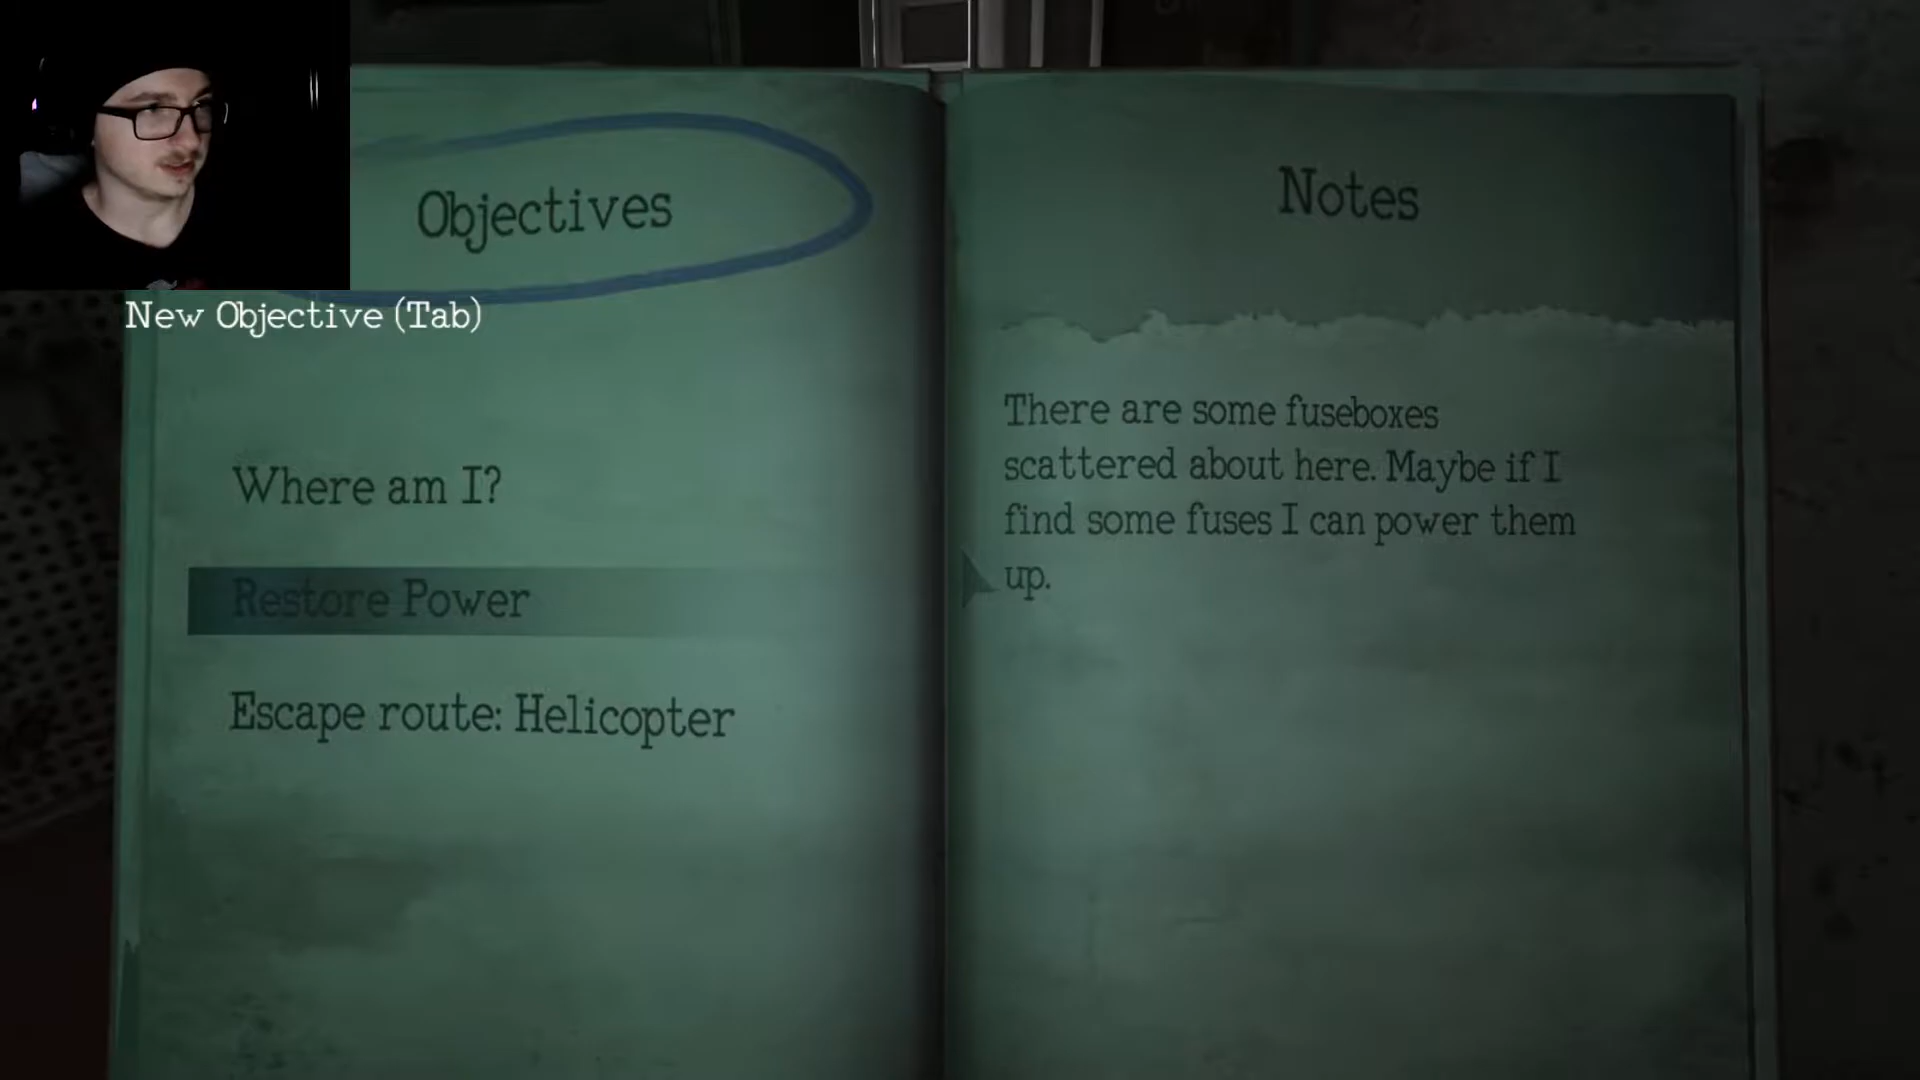 Objectives
New Objective (Tab)
Where am I?
Restore Power
Escape route: Helicopter
Notes
There are some fuseboxes
scattered about here. Maybe if I
find some fuses I can power them
up.